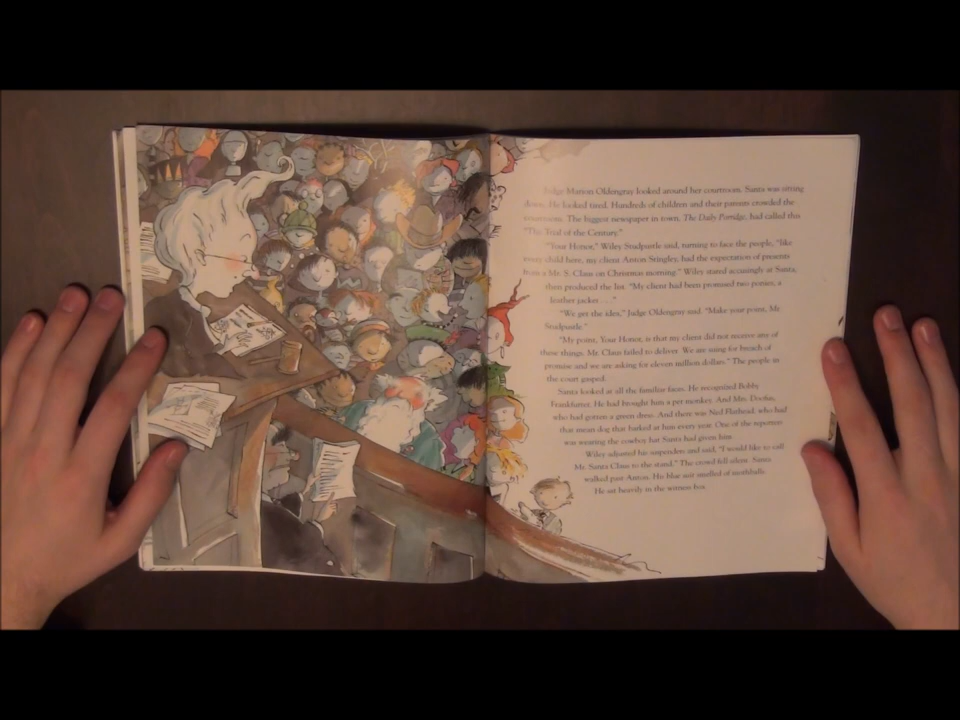 Judge Marion Oldengray looked around her courtroom. Santa was sitting
down. He looked tired. Hundreds of children and their parents crowded the
courtroom. The biggest newspaper in town, The Daily Porridge, had called this
"The Trial of the Century."
"Your Honor," Wiley Studpustle said, turning to face the people, "like
every child here, my client Anton Stingley, had the expectation of presents
from a Mr. S. Claus on Christmas morning." Wiley stared accusingly at Santa,
then produced the list. "My client had been promised two ponies, a
leather jacket . . ."
"We get the idea," Judge Oldengray said. "Make your point, Mr.
Studpustle."
"My point, Your Honor, is that my client did not receive any of
these things. Mr. Claus failed to deliver. We are suing for breach of
promise and we are asking for eleven million dollars." The people in
the court gasped.
Santa looked at all the familiar faces. He recognized Bobby
Frankfurter. He had brought him a pet monkey. And Mrs. Doofus,
who had gotten a green dress. And there was Ned Flathead, who had
that mean dog that barked at him every year. One of the reporters
was wearing the cowboy hat Santa had given him.
Wiley adjusted his suspenders and said, "I would like to call
Mr. Santa Claus to the stand." The crowd fell silent. Santa
walked past Anton. His blue suit smelled of mothballs.
He sat heavily in the witness box.